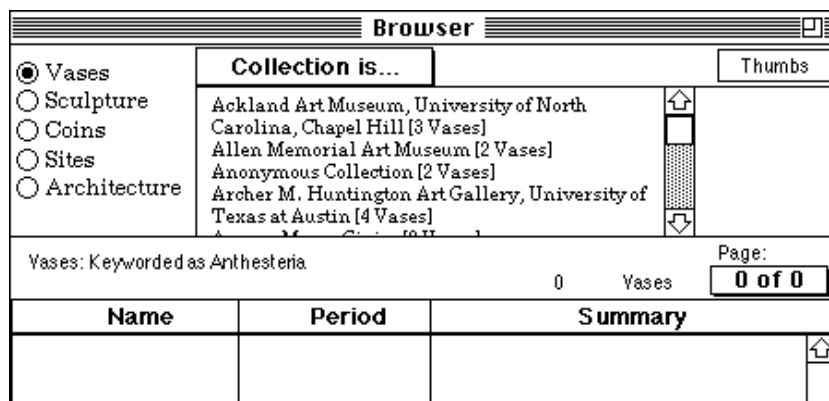 Browser
Vases
Sculpture
Coins
Sites
Architecture
Collection is...
Thumbs
Ackland Art Museum, University of North
Carolina, Chapel Hill [3 Vases]
Allen Memorial Art Museum [2 Vases]
Anonymous Collection [2 Vases]
Archer M. Huntington Art Gallery, University of
Texas at Austin [4 Vases]
Vases: Keyworded as Anthesteria
0 Vases
Page:
0 of 0
Name Period Summary